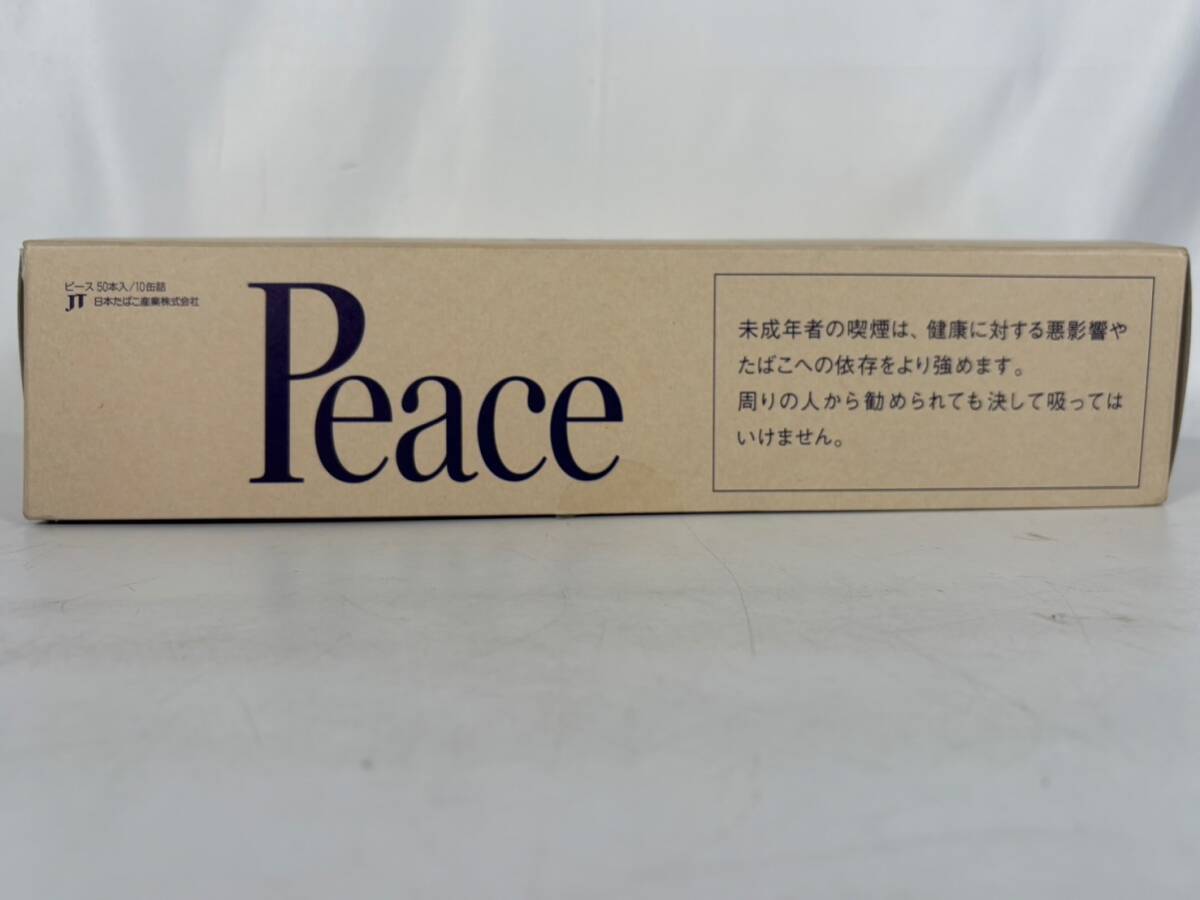 ピース 50本入/10缶詰
JT 日本たばこ産業株式会社
Peace
未成年者の喫煙は、健康に対する悪影響や
たばこへの依存をより強めます。
周りの人から勧められても決して吸っては
いけません。